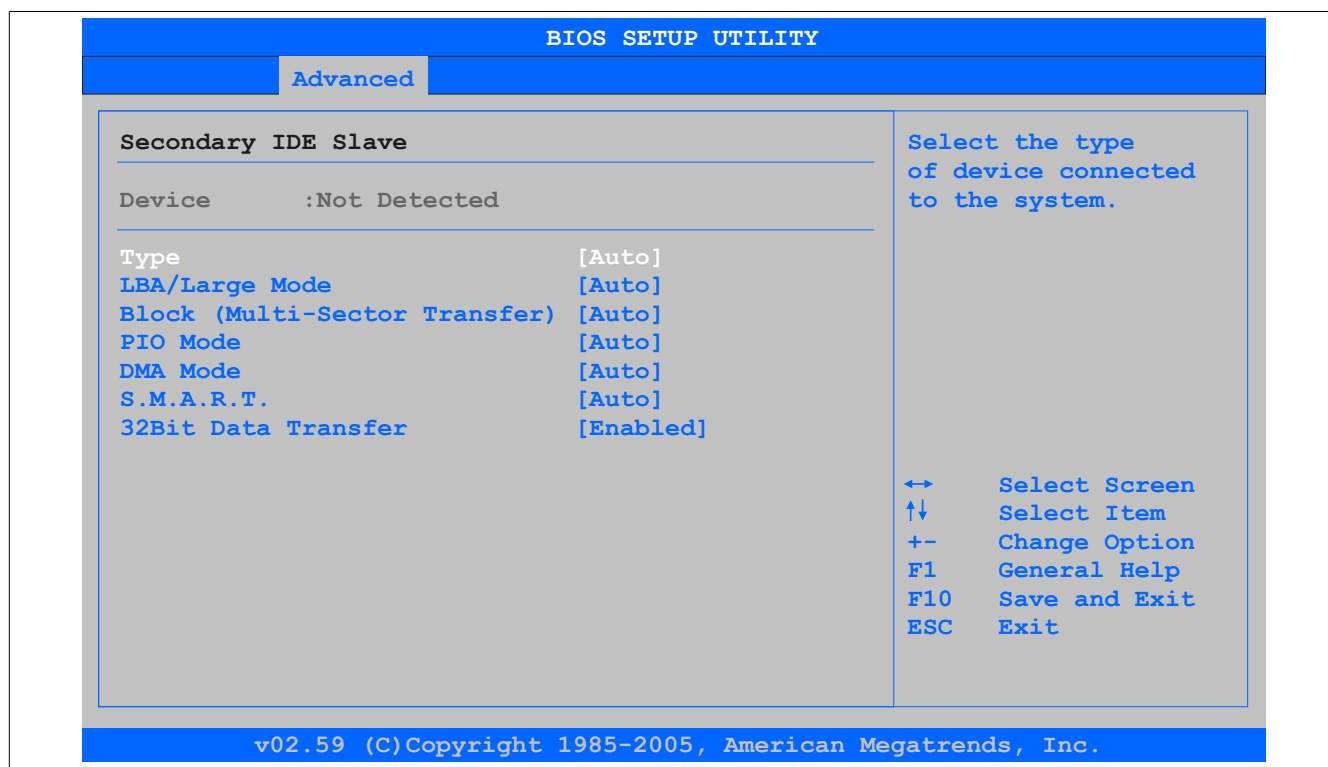 BIOS SETUP UTILITY
Advanced
Secondary IDE Slave
Device :Not Detected
Type [Auto]
LBA/Large Mode [Auto]
Block (Multi-Sector Transfer) [Auto]
PIO Mode [Auto]
DMA Mode [Auto]
S.M.A.R.T. [Auto]
32Bit Data Transfer [Enabled]
Select the type
of device connected
to the system.
↔ Select Screen
↑↓ Select Item
+- Change Option
F1 General Help
F10 Save and Exit
ESC Exit
v02.59 (C)Copyright 1985-2005, American Megatrends, Inc.